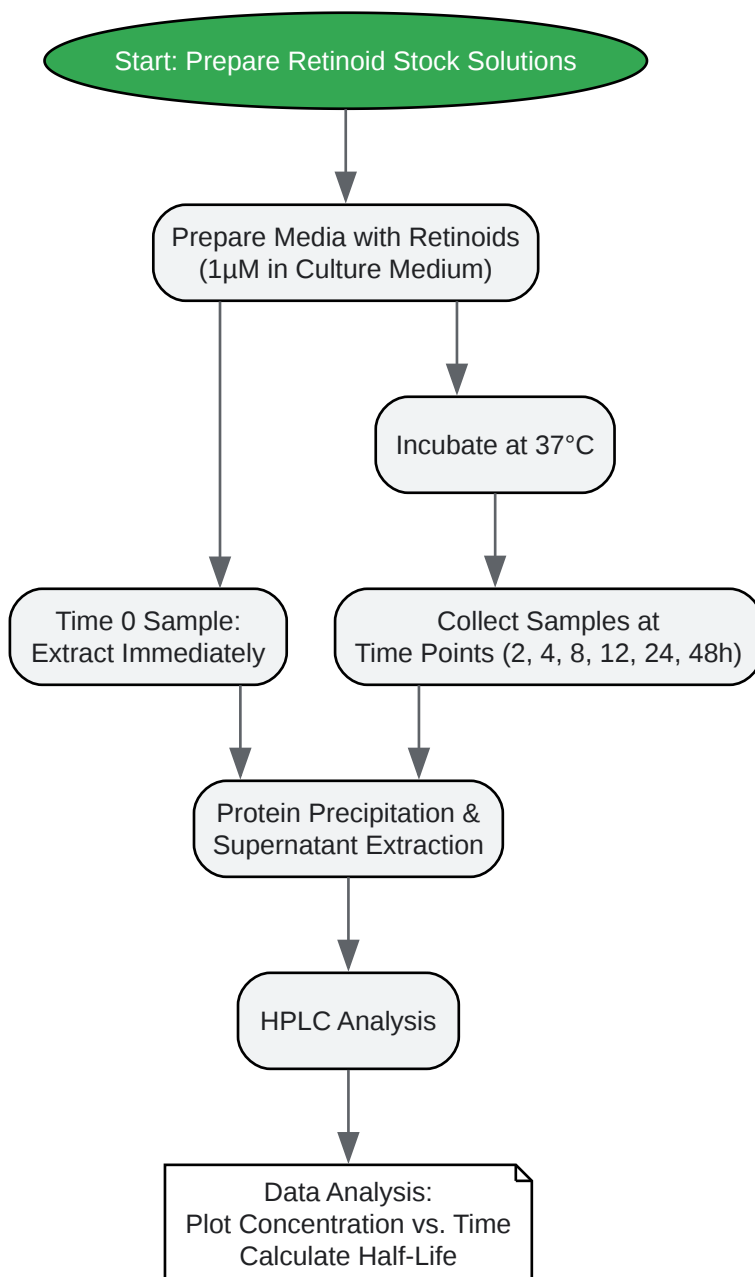 Start: Prepare Retinoid Stock Solutions
Prepare Media with Retinoids
(1µM in Culture Medium)
Incubate at 37°C
Time 0 Sample:
Extract Immediately
Collect Samples at
Time Points (2, 4, 8, 12, 24, 48h)
Protein Precipitation &
Supernatant Extraction
HPLC Analysis
Data Analysis:
Plot Concentration vs. Time
Calculate Half-Life